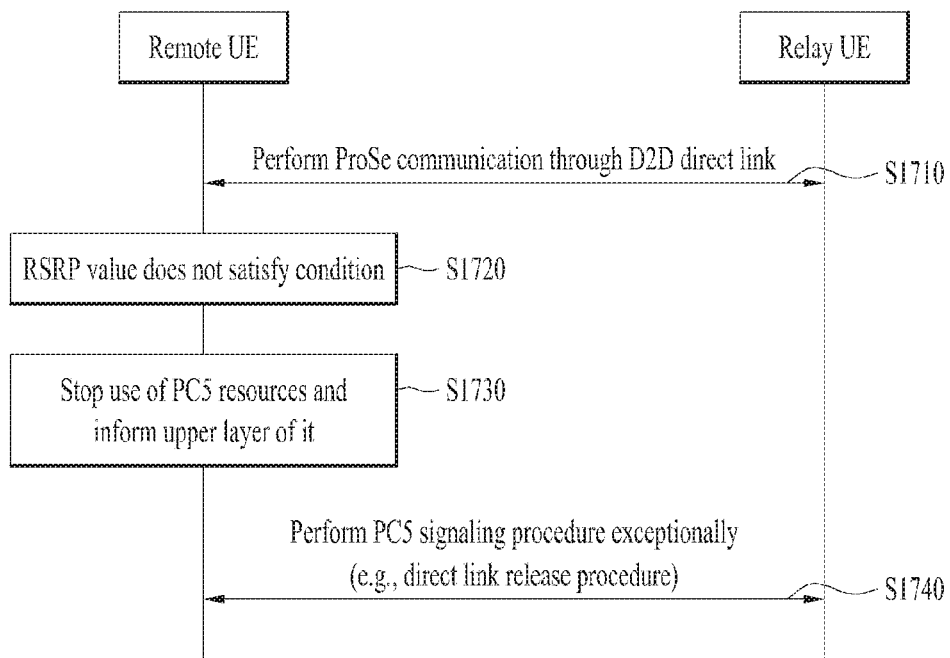 Remote UE
Relay UE
Perform ProSe communication through D2D direct link
S1710
RSRP value does not satisfy condition
S1720
Stop use of PC5 resources and
inform upper layer of it
S1730
Perform PC5 signaling procedure exceptionally
(e.g., direct link release procedure)
S1740